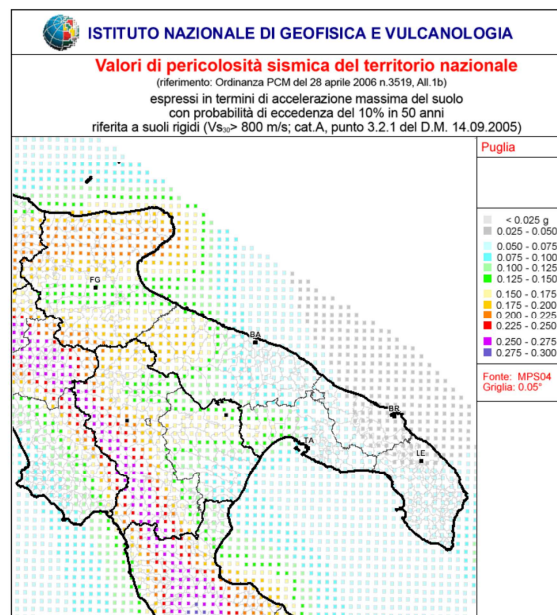 ISTITUTO NAZIONALE DI GEOFISICA E VULCANOLOGIA
Valori di pericolosità sismica del territorio nazionale
(riferimento: Ordinanza PCM del 28 aprile 2006 n.3519, All.1b)
espressi in termini di accelerazione massima del suolo
con probabilità di eccedenza del 10% in 50 anni
riferita a suoli rigidi (Vs₃₀> 800 m/s; cat.A, punto 3.2.1 del D.M. 14.09.2005)
Puglia
< 0.025 g
0.025 - 0.050
0.050 - 0.075
0.075 - 0.100
0.100 - 0.125
0.125 - 0.150
0.150 - 0.175
0.175 - 0.200
0.200 - 0.225
0.225 - 0.250
0.250 - 0.275
0.275 - 0.300
Fonte: MPS04
Griglia: 0.05°
FG
BA
BR
TA
LE